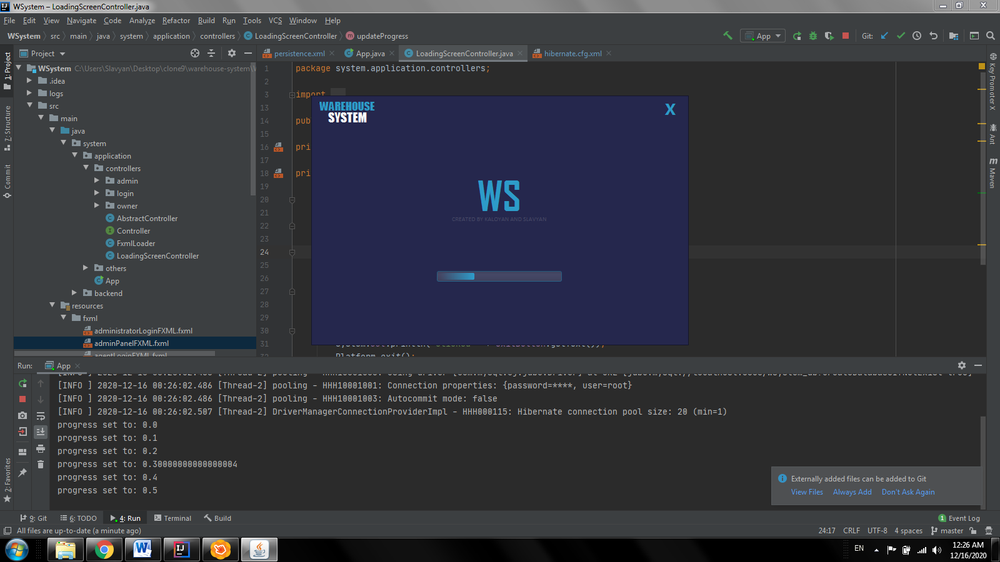 WSystem – LoadingScreenController.java
File Edit View Navigate Code Analyze Refactor Build Run Tools VCS Window Help
WSystem src main java system application controllers LoadingScreenController updateProgress
App Git:
Project
persistence.xml App.java LoadingScreenController.java hibernate.cfg.xml
1: Project
7: Structure
Commit
2: Favorites
WSystem C:\Users\Slavyan\Desktop\clone9\warehouse-system\
.idea
logs
src
main
java
system
application
controllers
admin
login
owner
AbstractController
Controller
FxmlLoader
LoadingScreenController
others
App
backend
resources
fxml
administratorLoginFXML.fxml
adminPanelFXML.fxml
agentLoginFXML.fxml
1 package system.application.controllers;
2
3 import ...
13
14 pub
15
16 pri
17
18 pri
19
20
21
22
23
24
25
26
27
28
29
30
31
Platform.exit();
WAREHOUSE
SYSTEM
X
WS
CREATED BY KALOYAN AND SLAVYAN
Key Promoter X
Ant
Maven
Run: App
[INFO ] 2020-12-16 00:26:02.486 [Thread-2] pooling - HHH10001001: Connection properties: {password=****, user=root}
[INFO ] 2020-12-16 00:26:02.486 [Thread-2] pooling - HHH10001003: Autocommit mode: false
[INFO ] 2020-12-16 00:26:02.507 [Thread-2] DriverManagerConnectionProviderImpl - HHH000115: Hibernate connection pool size: 20 (min=1)
progress set to: 0.0
progress set to: 0.1
progress set to: 0.2
progress set to: 0.30000000000000004
progress set to: 0.4
progress set to: 0.5
Externally added files can be added to Git
View Files Always Add Don't Ask Again
9: Git 6: TODO 4: Run Terminal Build
1 Event Log
All files are up-to-date (a minute ago)
24:17 CRLF UTF-8 4 spaces master
EN
12:26 AM
12/16/2020